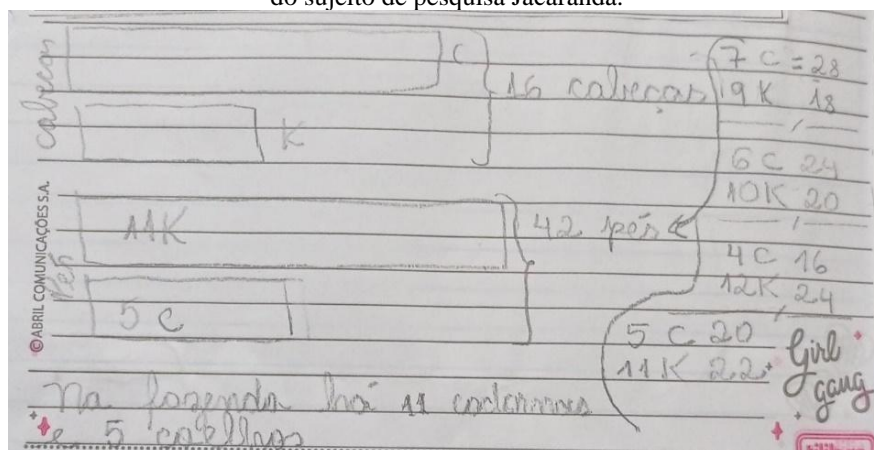 do sujeito de pesquisa Jacarandá.
cabeças
C
K
16 cabeças
7 C = 28
9 K 18
6 C 24
10K 20
4 C 16
12K 24
5 C 20
11K 22
Pés
11K
5 C
42 pés
©ABRIL COMUNICAÇÕES S.A.
Na fazenda há 11 codornas
e 5 coelhos
Girl
gang